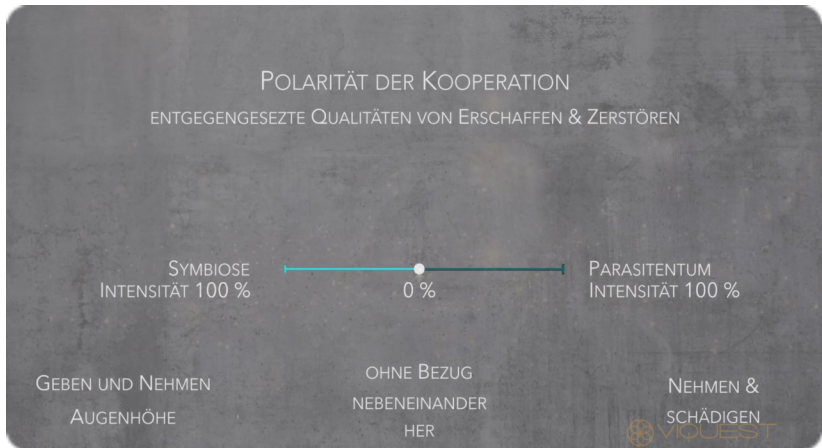 Polarität der Kooperation
entgegengesezte Qualitäten von Erschaffen & Zerstören
Symbiose
Intensität 100 %
0 %
Parasitentum
Intensität 100 %
Geben und Nehmen
Augenhöhe
ohne Bezug
nebeneinander
her
Nehmen &
schädigen
VIQUEST